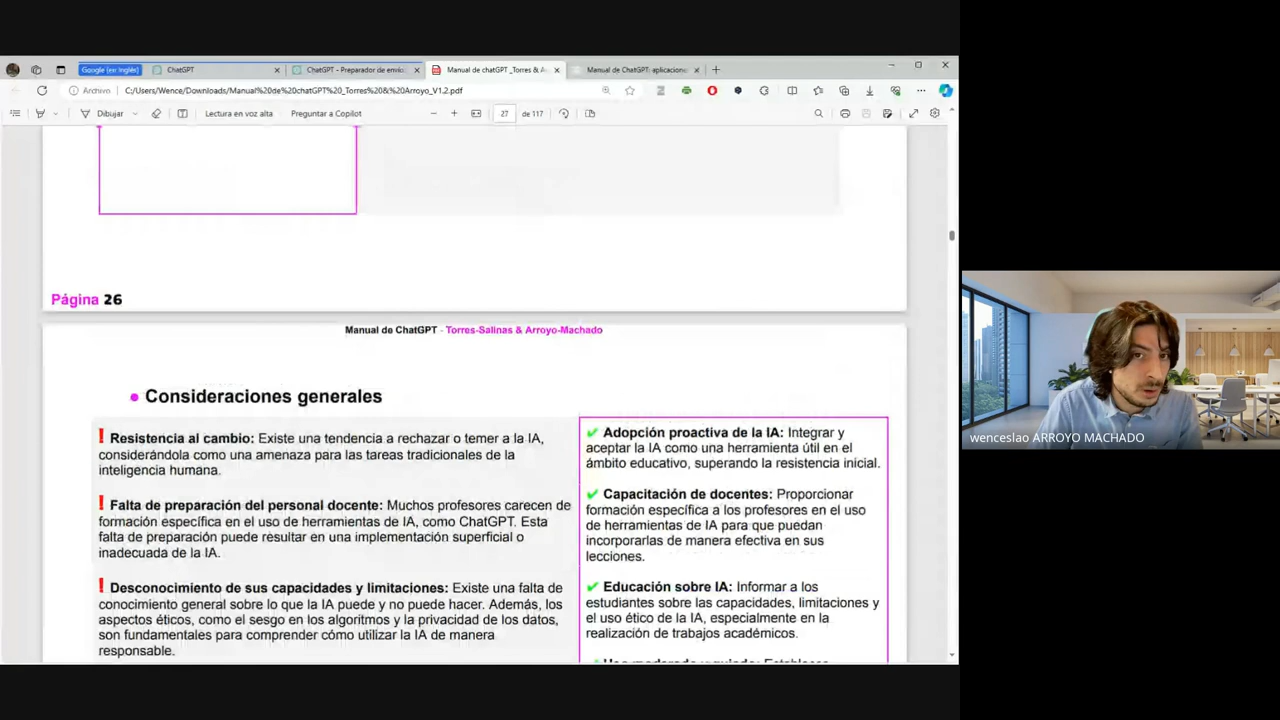 Google (en Inglés)
ChatGPT
ChatGPT - Preparador de envío
Manual de chatGPT _Torres & A
Manual de ChatGPT: aplicacione
Archivo
C:/Users/Wence/Downloads/Manual%20de%20chatGPT%20_Torres%20&%20Arroyo_V1.2.pdf
Dibujar
Lectura en voz alta
Preguntar a Copilot
27
de 117
Página 26
Manual de ChatGPT - Torres-Salinas & Arroyo-Machado
• Consideraciones generales
! Resistencia al cambio: Existe una tendencia a rechazar o temer a la IA,
considerándola como una amenaza para las tareas tradicionales de la
inteligencia humana.
! Falta de preparación del personal docente: Muchos profesores carecen de
formación específica en el uso de herramientas de IA, como ChatGPT. Esta
falta de preparación puede resultar en una implementación superficial o
inadecuada de la IA.
! Desconocimiento de sus capacidades y limitaciones: Existe una falta de
conocimiento general sobre lo que la IA puede y no puede hacer. Además, los
aspectos éticos, como el sesgo en los algoritmos y la privacidad de los datos,
son fundamentales para comprender cómo utilizar la IA de manera
responsable.
✔ Adopción proactiva de la IA: Integrar y
aceptar la IA como una herramienta útil en el
ámbito educativo, superando la resistencia inicial.
✔ Capacitación de docentes: Proporcionar
formación específica a los profesores en el uso
de herramientas de IA para que puedan
incorporarlas de manera efectiva en sus
lecciones.
✔ Educación sobre IA: Informar a los
estudiantes sobre las capacidades, limitaciones y
el uso ético de la IA, especialmente en la
realización de trabajos académicos.
wenceslao ARROYO MACHADO